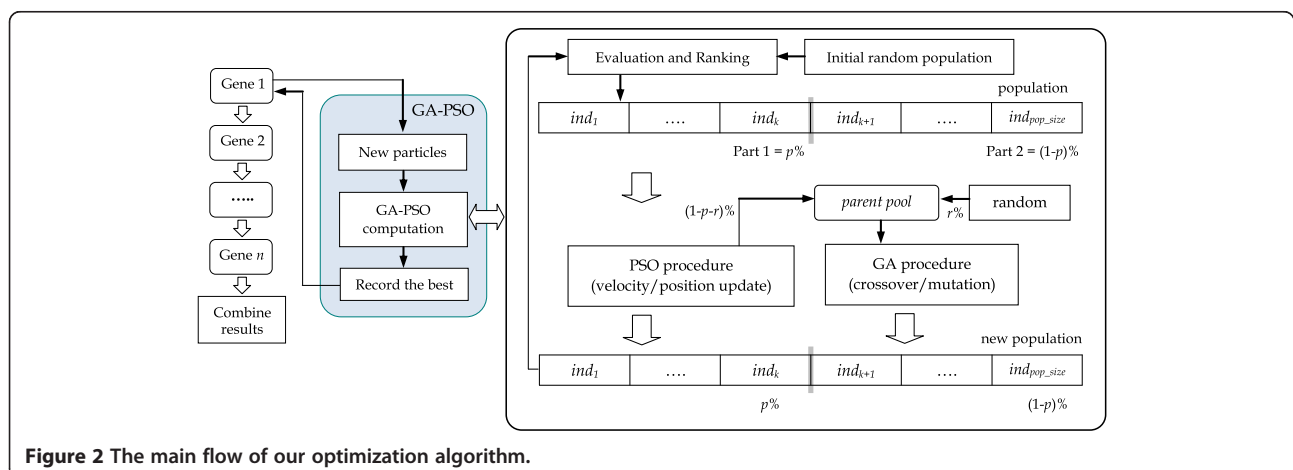 Gene 1
Gene 2
.....
Gene n
Combine
results
GA-PSO
New particles
GA-PSO
computation
Record the best
Evaluation and Ranking
Initial random population
population
ind1 .... indk indk+1 .... indpop_size
Part 1 = p%
Part 2 = (1-p)%
(1-p-r)%
parent pool
r%
random
PSO procedure
(velocity/position update)
GA procedure
(crossover/mutation)
new population
ind1 .... indk indk+1 .... indpop_size
p%
(1-p)%
Figure 2 The main flow of our optimization algorithm.